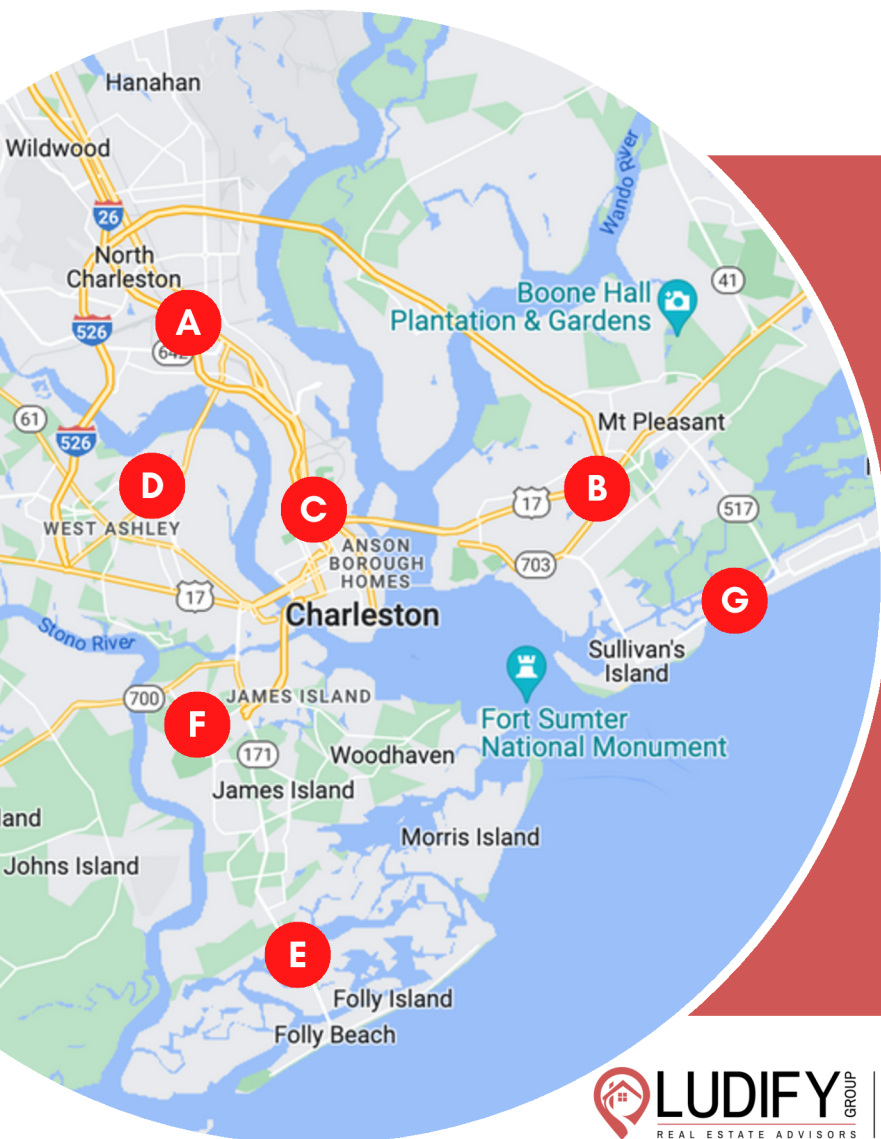 Hanahan
Wildwood
Wando River
26
North
Charleston
41
Boone Hall
Plantation & Gardens
A
526
642
61
Mt Pleasant
526
D
B
C
17
517
WEST ASHLEY
ANSON
BOROUGH
HOMES
703
17
G
Charleston
Stono River
Sullivan's
Island
700
JAMES ISLAND
F
Fort Sumter
National Monument
171
Woodhaven
James Island
land
Morris Island
Johns Island
E
Folly Island
Folly Beach
LUDIFY
GROUP
REAL ESTATE ADVISORS